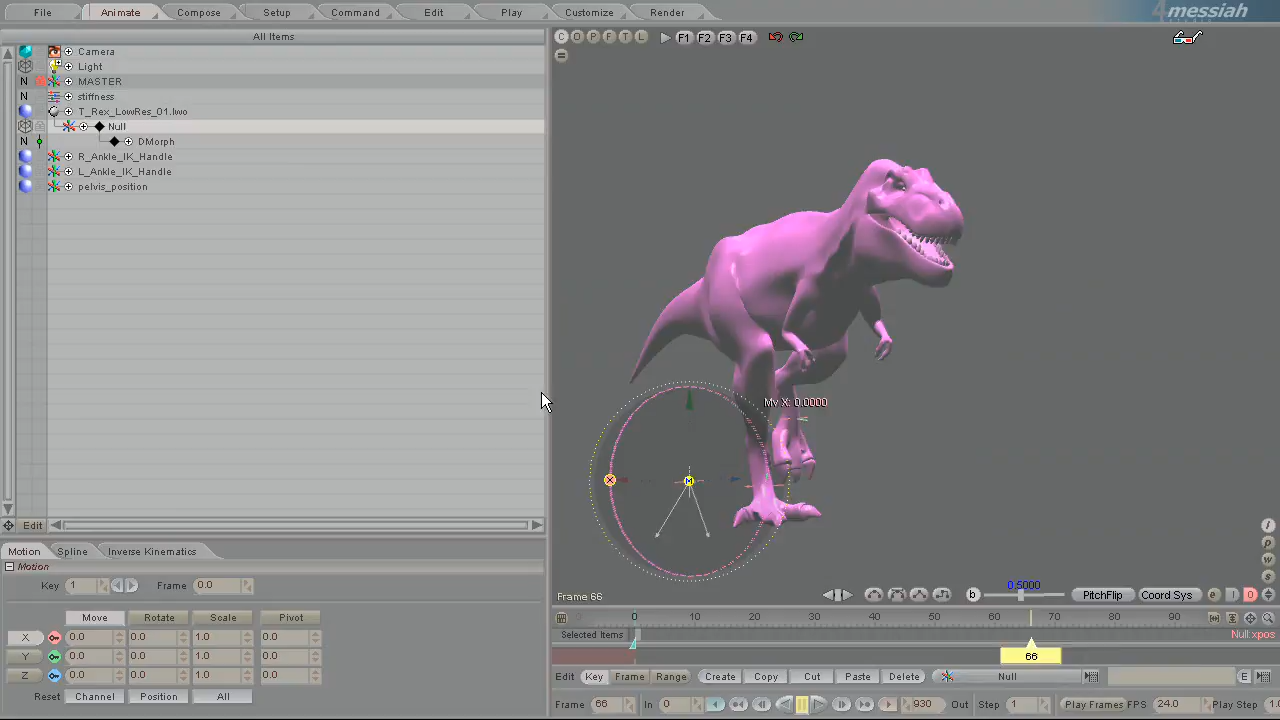 File Animate Compose Setup Command Edit Play Customize Render 4messiah
All Items
C O P F T L F1 F2 F3 F4
Camera
Light
N MASTER
N stiffness
T_Rex_LowRes_01.lwo
Null
N DMorph
R_Ankle_IK_Handle
L_Ankle_IK_Handle
pelvis_position
Mv X: 0.0000
Edit
Motion Spline Inverse Kinematics
Motion
Key 1 Frame 0.0
Move Rotate Scale Pivot
X 0.0 0.0 1.0 0.0
Y 0.0 0.0 1.0 0.0
Z 0.0 0.0 1.0 0.0
Reset Channel Position All
Frame 66
b 0.5000 PitchFlip Coord Sys e D 0
0 10 20 30 40 50 60 70 80 90
Selected Items Null:xpos
66
Edit Key Frame Range Create Copy Cut Paste Delete Null E
Frame 66 In 0 930 Out Step 1 Play Frames FPS 24.0 Play Step